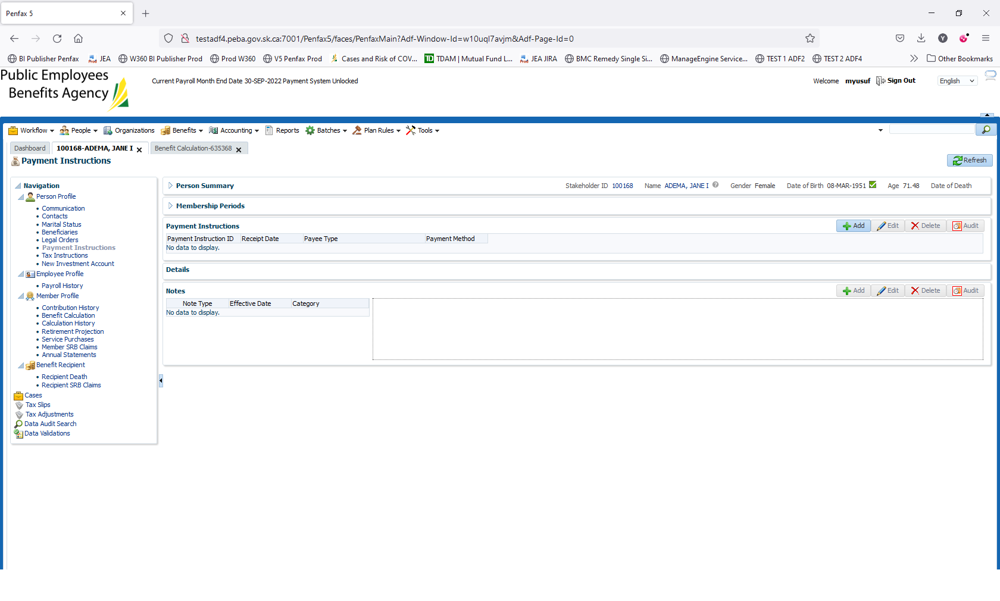 Penfax 5
testadf4.peba.gov.sk.ca:7001/Penfax5/faces/PenfaxMain?Adf-Window-Id=w10uql7avjm&Adf-Page-Id=0
Y
BI Publisher Penfax JEA W360 BI Publisher Prod Prod W360 V5 Penfax Prod Cases and Risk of COV... TD TDAM | Mutual Fund L... JEA JIRA BMC Remedy Single Si... ManageEngine Service... TEST 1 ADF2 TEST 2 ADF4 Other Bookmarks
Public Employees
Benefits Agency
Current Payroll Month End Date 30-SEP-2022 Payment System Unlocked
Welcome myusuf Sign Out English
Workflow People Organizations Benefits Accounting Reports Batches Plan Rules Tools
Dashboard 100168-ADEMA, JANE I Benefit Calculation-635368
Payment Instructions
Refresh
Navigation
Person Profile
Communication
Contacts
Marital Status
Beneficiaries
Legal Orders
Payment Instructions
Tax Instructions
New Investment Account
Employee Profile
Payroll History
Member Profile
Contribution History
Benefit Calculation
Calculation History
Retirement Projection
Service Purchases
Member SRB Claims
Annual Statements
Benefit Recipient
Recipient Death
Recipient SRB Claims
Cases
Tax Slips
Tax Adjustments
Data Audit Search
Data Validations
Person Summary Stakeholder ID 100168 Name ADEMA, JANE I Gender Female Date of Birth 08-MAR-1951 Age 71.48 Date of Death
Membership Periods
Payment Instructions Add Edit Delete Audit
Payment Instruction ID Receipt Date Payee Type Payment Method
No data to display.
Details
Notes Add Edit Delete Audit
Note Type Effective Date Category
No data to display.